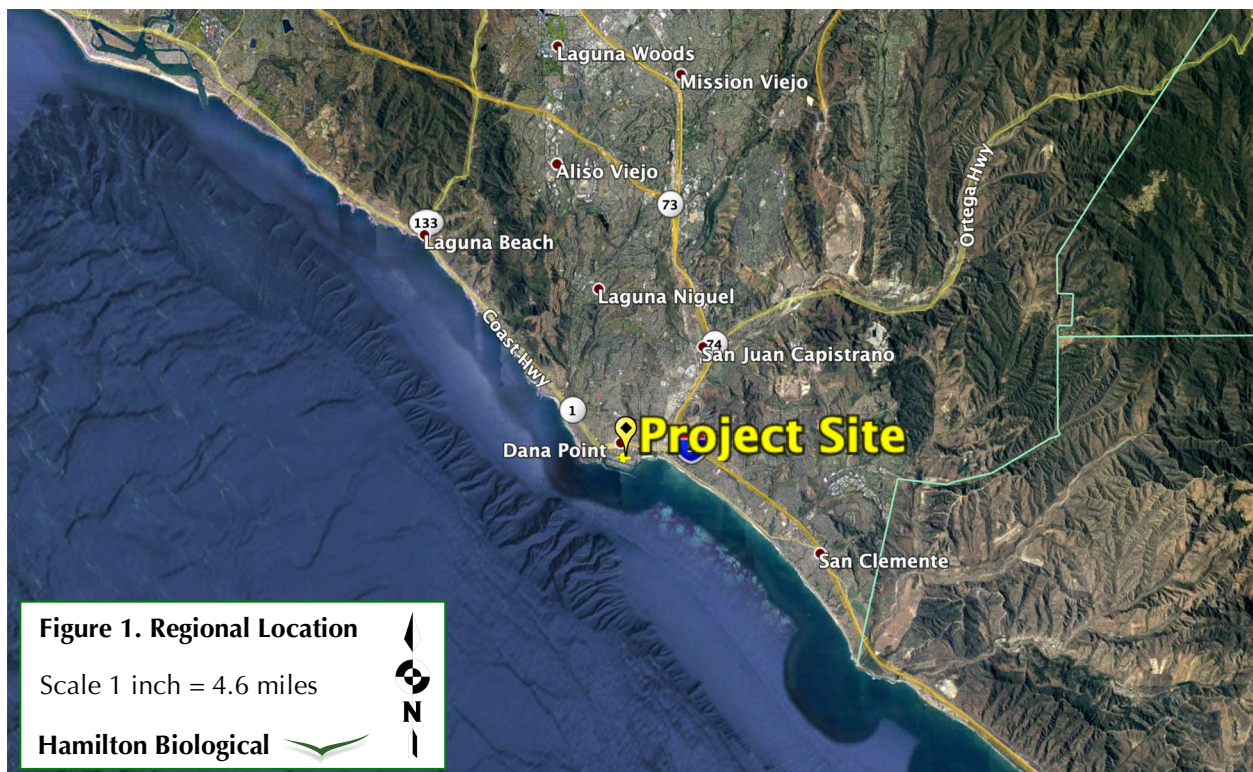 Laguna Woods
Mission Viejo
Aliso Viejo
73
133
Laguna Beach
Ortega Hwy
Laguna Niguel
Coast Hwy
74
San Juan Capistrano
1
Project Site
Dana Point
San Clemente
Figure 1. Regional Location
Scale 1 inch = 4.6 miles
N
Hamilton Biological